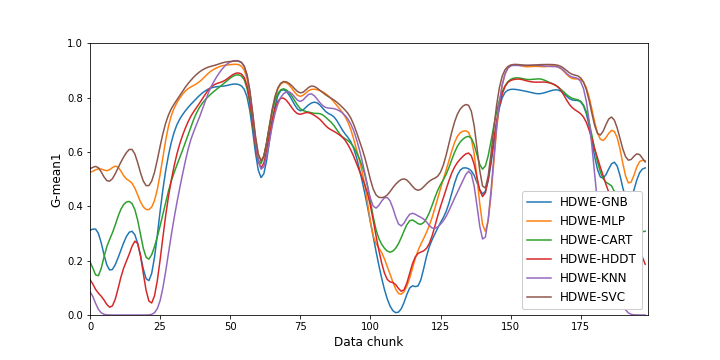 1.0
0.8
0.6
0.4
0.2
0.0
G-mean1
0 25 50 75 100 125 150 175
Data chunk
HDWE-GNB
HDWE-MLP
HDWE-CART
HDWE-HDDT
HDWE-KNN
HDWE-SVC